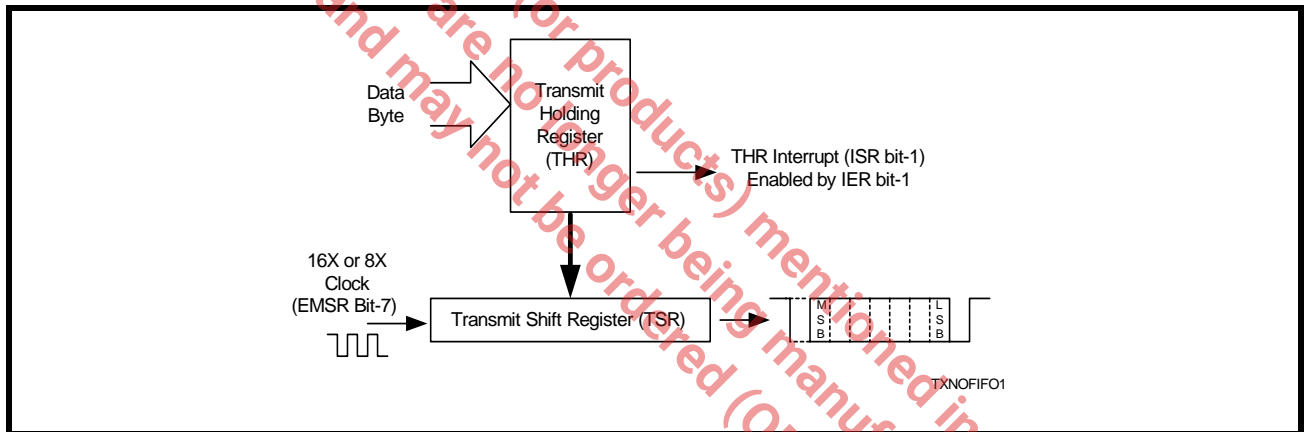 Data
Byte
Transmit
Holding
Register
(THR)
THR Interrupt (ISR bit-1)
Enabled by IER bit-1
16X or 8X
Clock
(EMSR Bit-7)
Transmit Shift Register (TSR)
M
S
B
L
S
B
TXNOFIFO1
(or products) mentioned in
are no longer being manuf
and may not be ordered (O